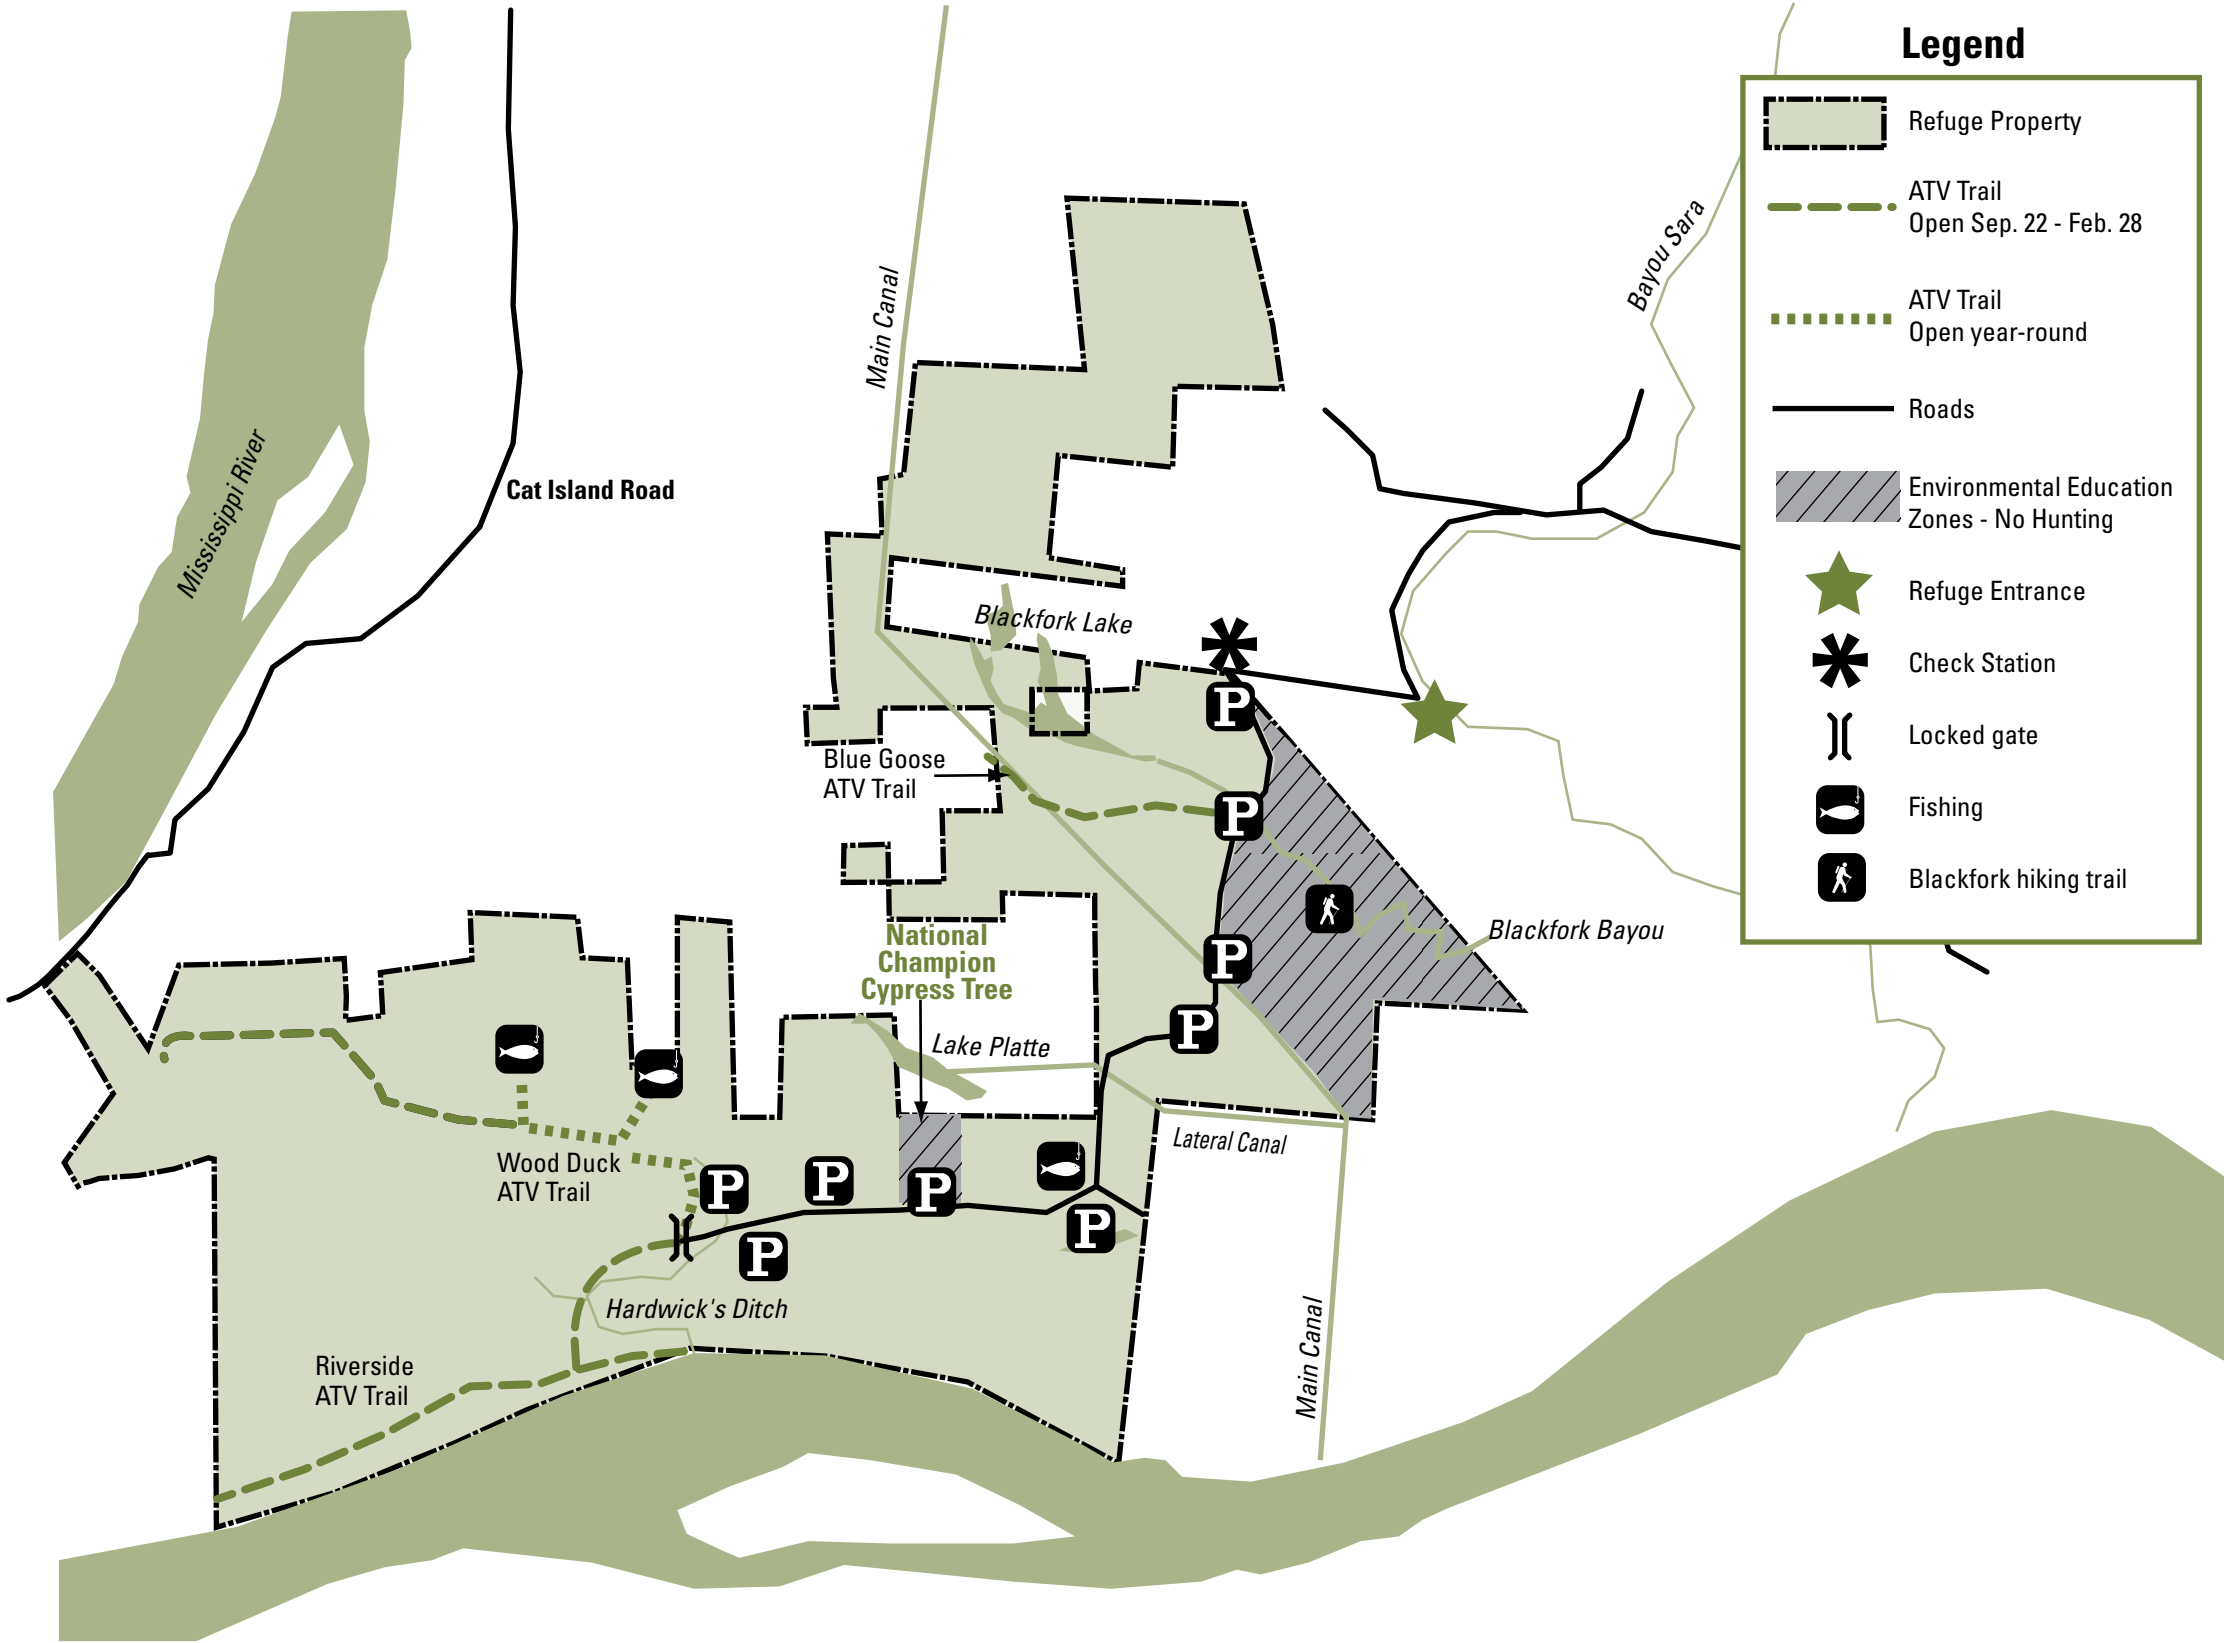 Legend
Refuge Property
ATV Trail
Open Sep. 22 - Feb. 28
ATV Trail
Open year-round
Roads
Environmental Education
Zones - No Hunting
Refuge Entrance
Check Station
Locked gate
Fishing
Blackfork hiking trail
Mississippi River
Cat Island Road
Main Canal
Bayou Sara
Blackfork Lake
P
Blue Goose
ATV Trail
P
National
Champion
Cypress Tree
Blackfork Bayou
P
P
Lake Platte
Lateral Canal
Wood Duck
ATV Trail
P
P
P
P
P
Hardwick's Ditch
Riverside
ATV Trail
Main Canal